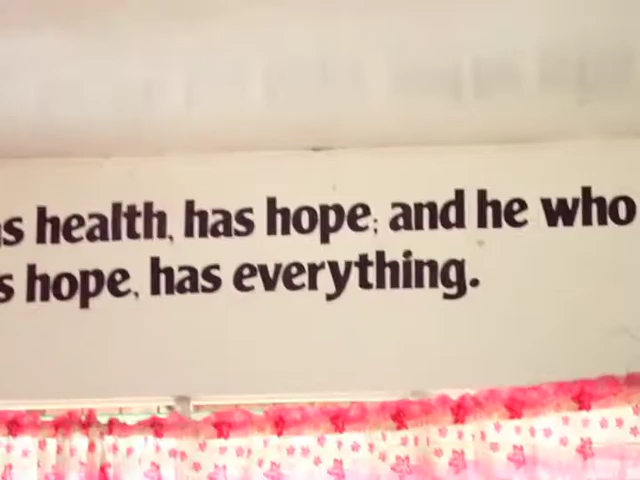 s health, has hope; and he who
s hope, has everything.